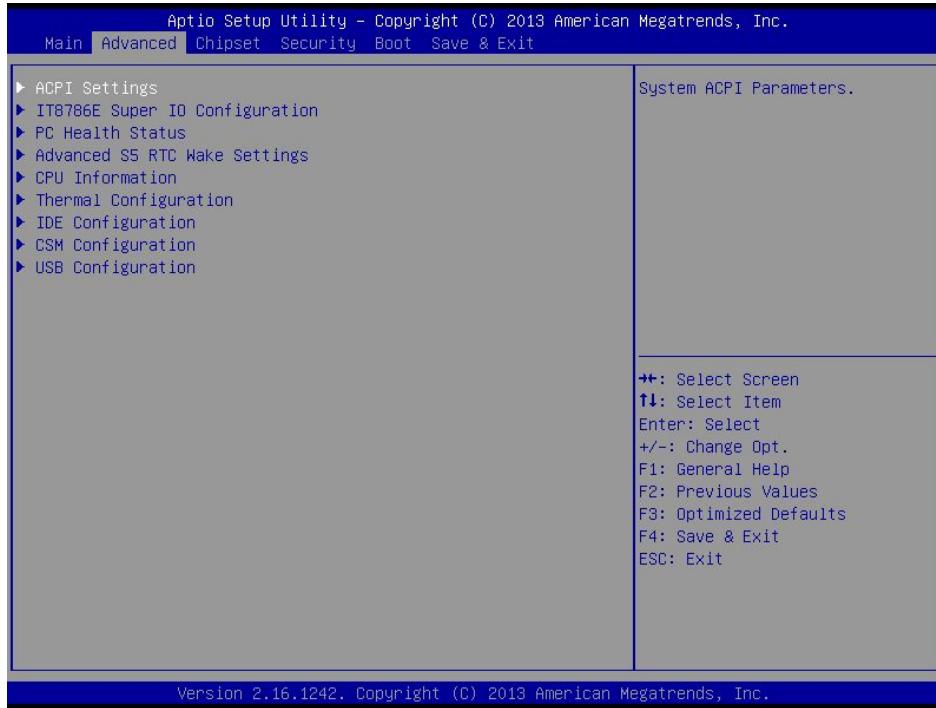 Aptio Setup Utility – Copyright (C) 2013 American Megatrends, Inc.
Main Advanced Chipset Security Boot Save & Exit
ACPI Settings
IT8786E Super IO Configuration
PC Health Status
Advanced S5 RTC Wake Settings
CPU Information
Thermal Configuration
IDE Configuration
CSM Configuration
USB Configuration
System ACPI Parameters.
→←: Select Screen
↑↓: Select Item
Enter: Select
+/-: Change Opt.
F1: General Help
F2: Previous Values
F3: Optimized Defaults
F4: Save & Exit
ESC: Exit
Version 2.16.1242. Copyright (C) 2013 American Megatrends, Inc.